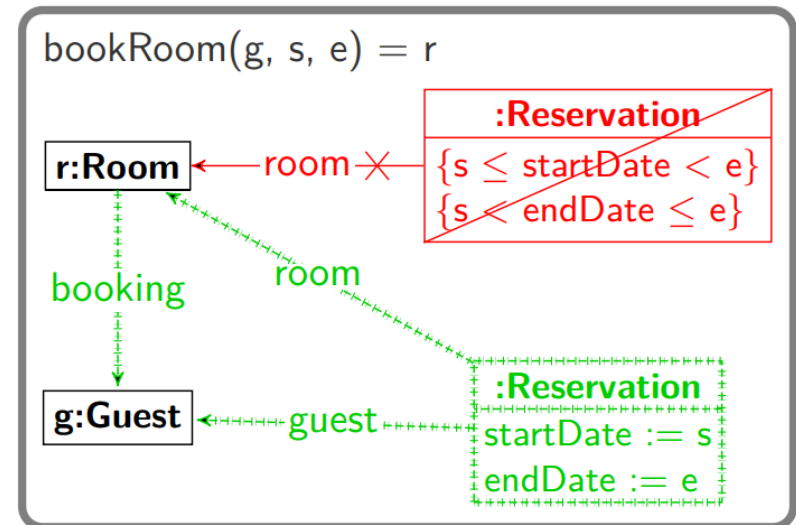 bookRoom(g, s, e) = r
:Reservation
r:Room
room
{s ≤ startDate < e}
{s < endDate ≤ e}
room
booking
:Reservation
g:Guest
guest
startDate := s
endDate := e